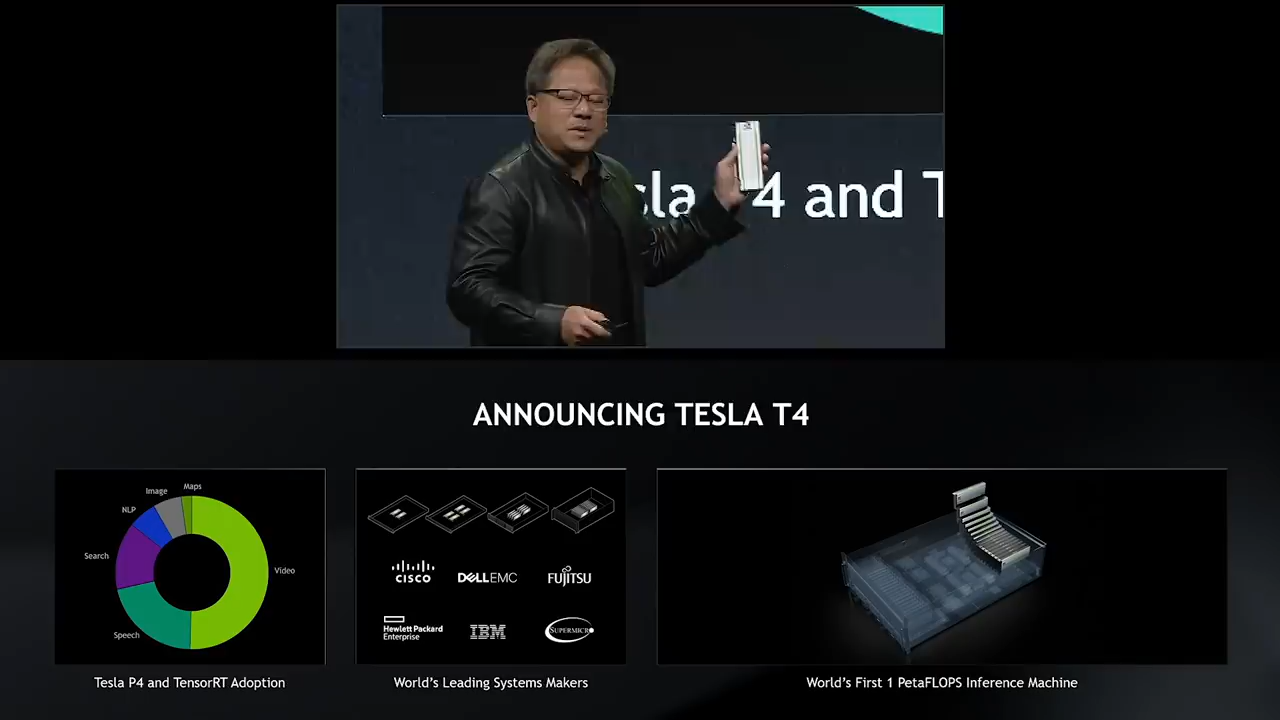 sla P4 and T
ANNOUNCING TESLA T4
Maps
Image
NLP
Search
Video
Speech
CISCO
DELLEMC
FUJITSU
Hewlett Packard
Enterprise
IBM
SUPERMICRO
Tesla P4 and TensorRT Adoption
World's Leading Systems Makers
World's First 1 PetaFLOPS Inference Machine